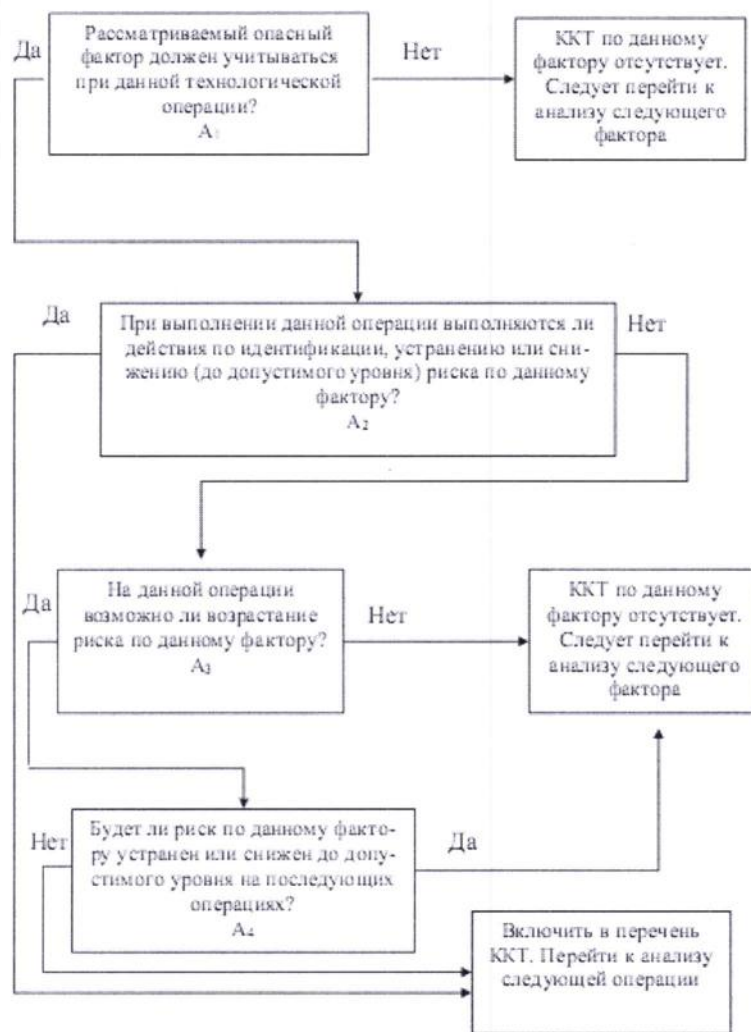 Да
Рассматриваемый опасный
фактор должен учитываться
при данной технологической
операции?
A1
Нет
ККТ по данному
фактору отсутствует.
Следует перейти к
анализу следующего
фактора
Да
При выполнении данной операции выполняются ли
действия по идентификации, устранению или сни-
жению (до допустимого уровня) риска по данному
фактору?
A2
Нет
Да
На данной операции
возможно ли возрастание
риска по данному фактору?
A3
Нет
ККТ по данному
фактору отсутствует.
Следует перейти к
анализу следующего
фактора
Нет
Будет ли риск по данному факто-
ру устранен или снижен до допу-
стимого уровня на последующих
операциях?
A4
Да
Включить в перечень
ККТ. Перейти к анализу
следующей операции